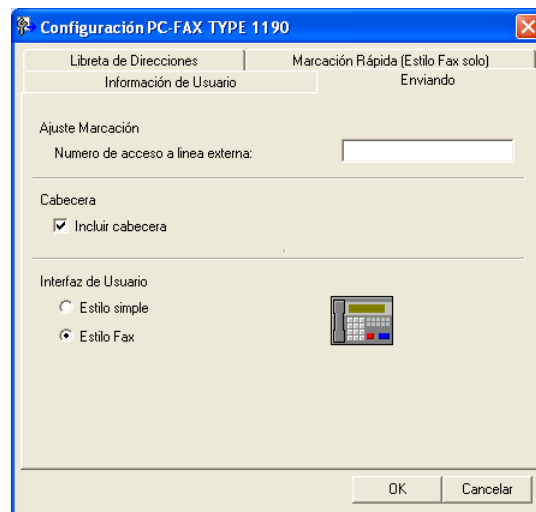 Configuración PC-FAX TYPE 1190
Libreta de Direcciones
Marcación Rápida (Estilo Fax solo)
Información de Usuario
Enviando
Ajuste Marcación
Numero de acceso a linea externa:
Cabecera
Incluir cabecera
Interfaz de Usuario
Estilo simple
Estilo Fax
OK
Cancelar